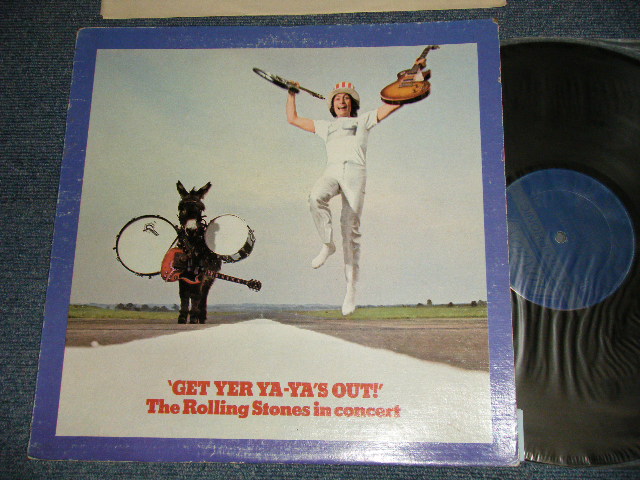 'GET YER YA-YA'S OUT!'
The Rolling Stones in concert